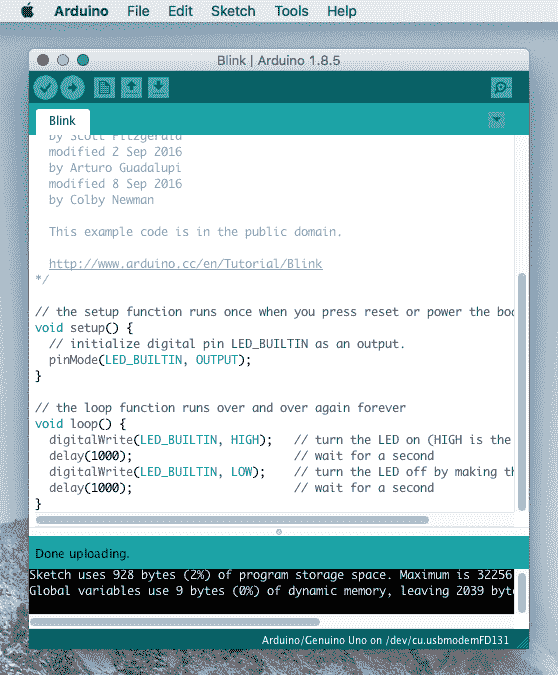 Arduino File Edit Sketch Tools Help
Blink | Arduino 1.8.5
Blink
by Scott Fitzgerald
modified 2 Sep 2016
by Arturo Guadalupi
modified 8 Sep 2016
by Colby Newman
This example code is in the public domain.
http://www.arduino.cc/en/Tutorial/Blink
*/
// the setup function runs once when you press reset or power the boa
void setup() {
// initialize digital pin LED_BUILTIN as an output.
pinMode(LED_BUILTIN, OUTPUT);
}
// the loop function runs over and over again forever
void loop() {
digitalWrite(LED_BUILTIN, HIGH); // turn the LED on (HIGH is the
delay(1000); // wait for a second
digitalWrite(LED_BUILTIN, LOW); // turn the LED off by making th
delay(1000); // wait for a second
}
Done uploading.
Sketch uses 928 bytes (2%) of program storage space. Maximum is 32256
Global variables use 9 bytes (0%) of dynamic memory, leaving 2039 byte
Arduino/Genuino Uno on /dev/cu.usbmodemFD131